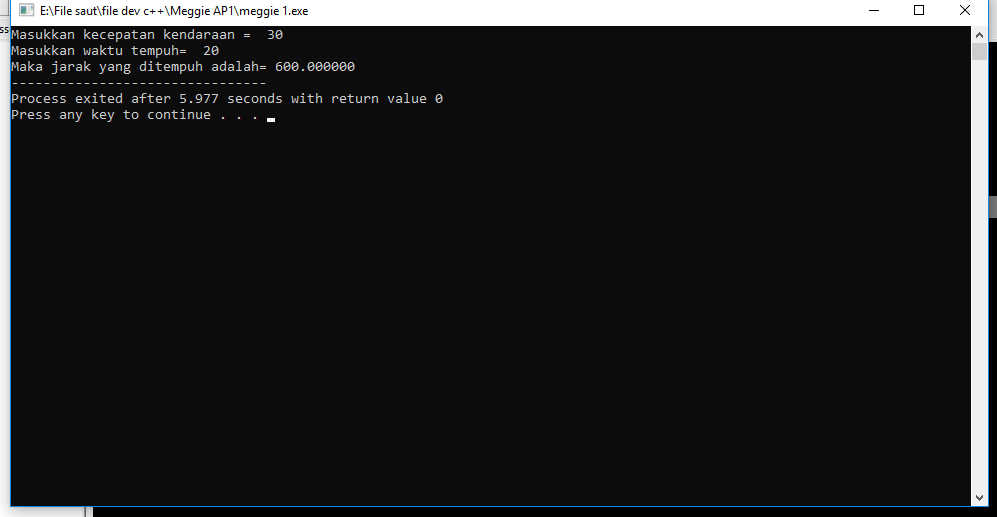 E:\File saut\file dev c++\Meggie AP1\meggie 1.exe
ss
Masukkan kecepatan kendaraan =  30
Masukkan waktu tempuh=  20
Maka jarak yang ditempuh adalah= 600.000000
--------------------------------
Process exited after 5.977 seconds with return value 0
Press any key to continue . . .